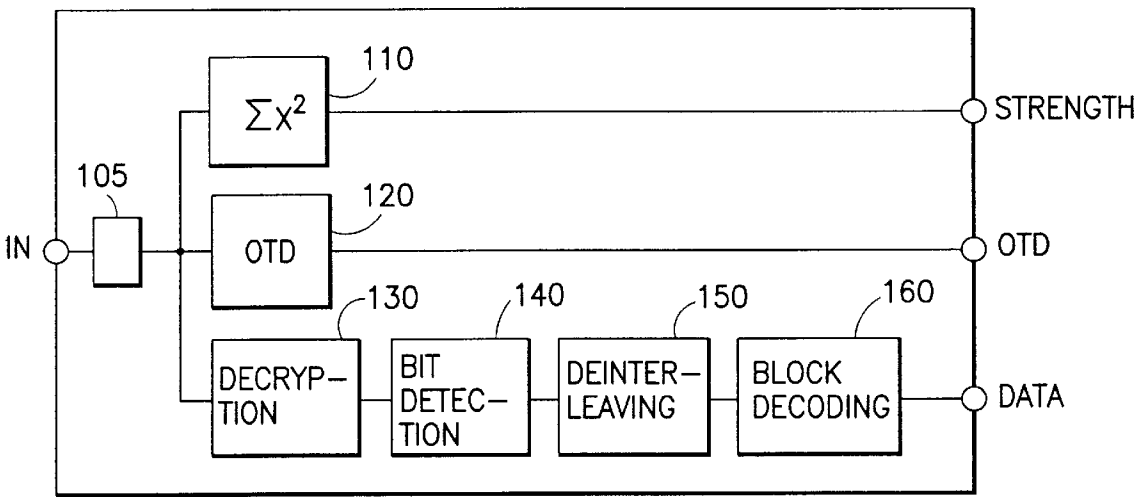 110
ΣX²
STRENGTH
105
120
IN
OTD
OTD
130
140
150
160
DECRYP-
TION
BIT
DETEC-
TION
DEINTER-
LEAVING
BLOCK
DECODING
DATA